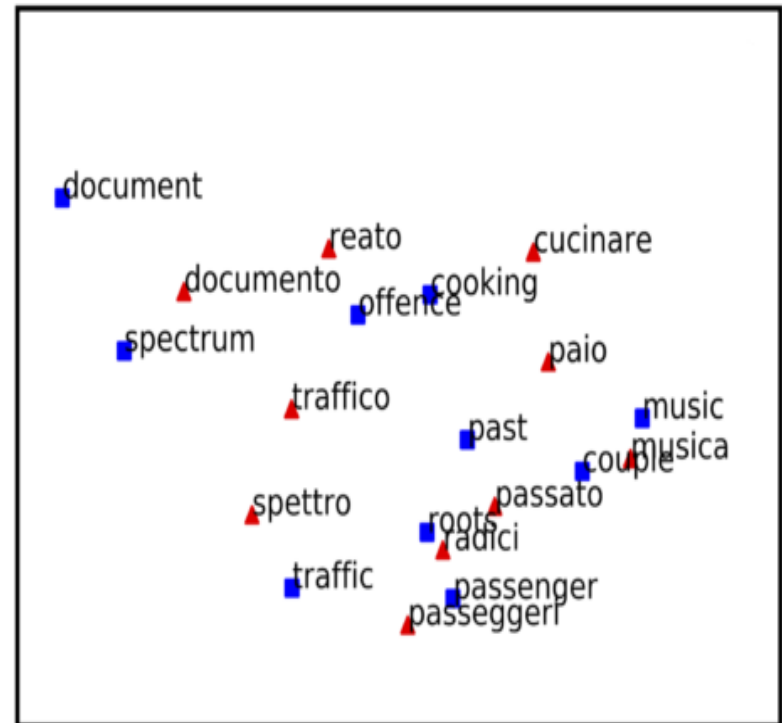 document
reato
cucinare
documento
cooking
offence
spectrum
paio
traffico
music
past
musica
couple
spettro
passato
roots
radici
traffic
passenger
passeggeri